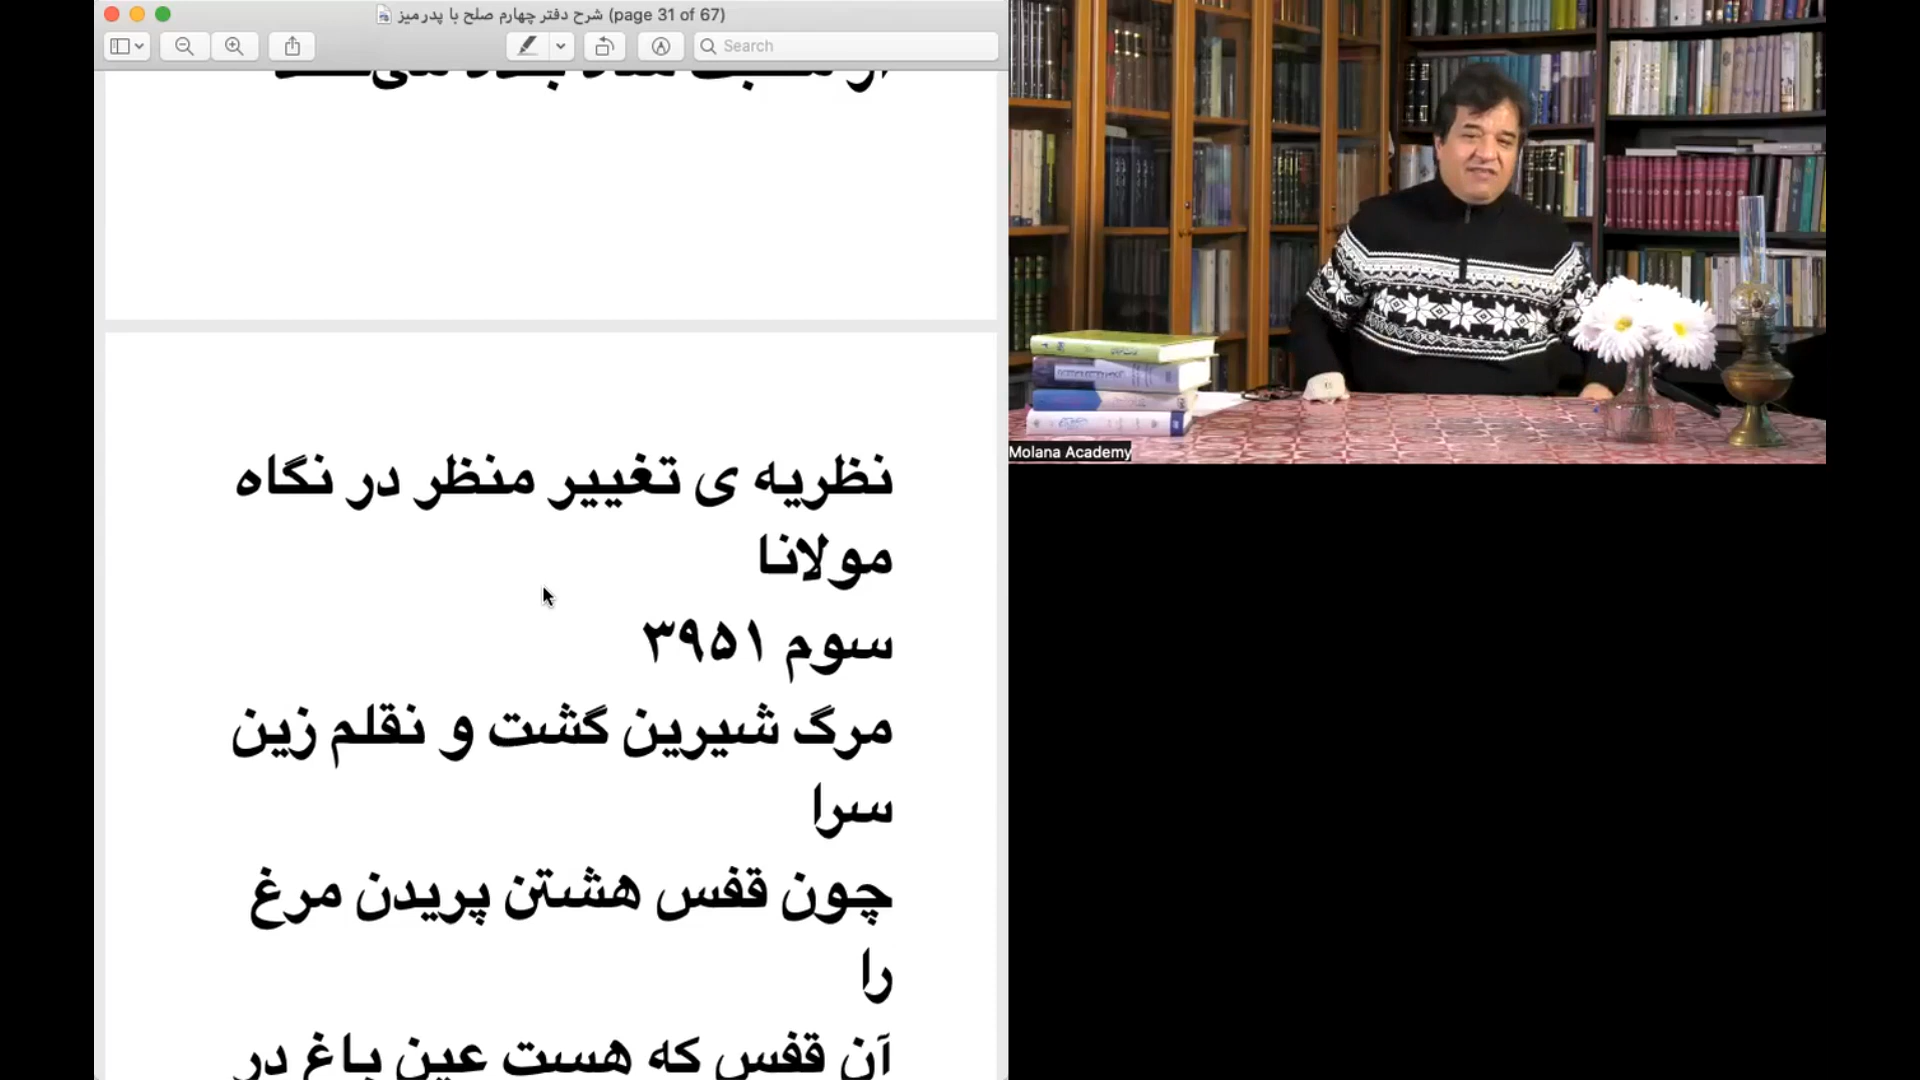 شرح دفتر چهارم صلح با پدر میز (page 31 of 67)
Search
نظریه ی تغییر منظر در نگاه
مولانا
سوم ۳۹۵۱
مرگ شیرین گشت و نقلم زین
سرا
چون قفس هشتن پریدن مرغ
را
آن قفس که هست عین باغ در
Molana Academy